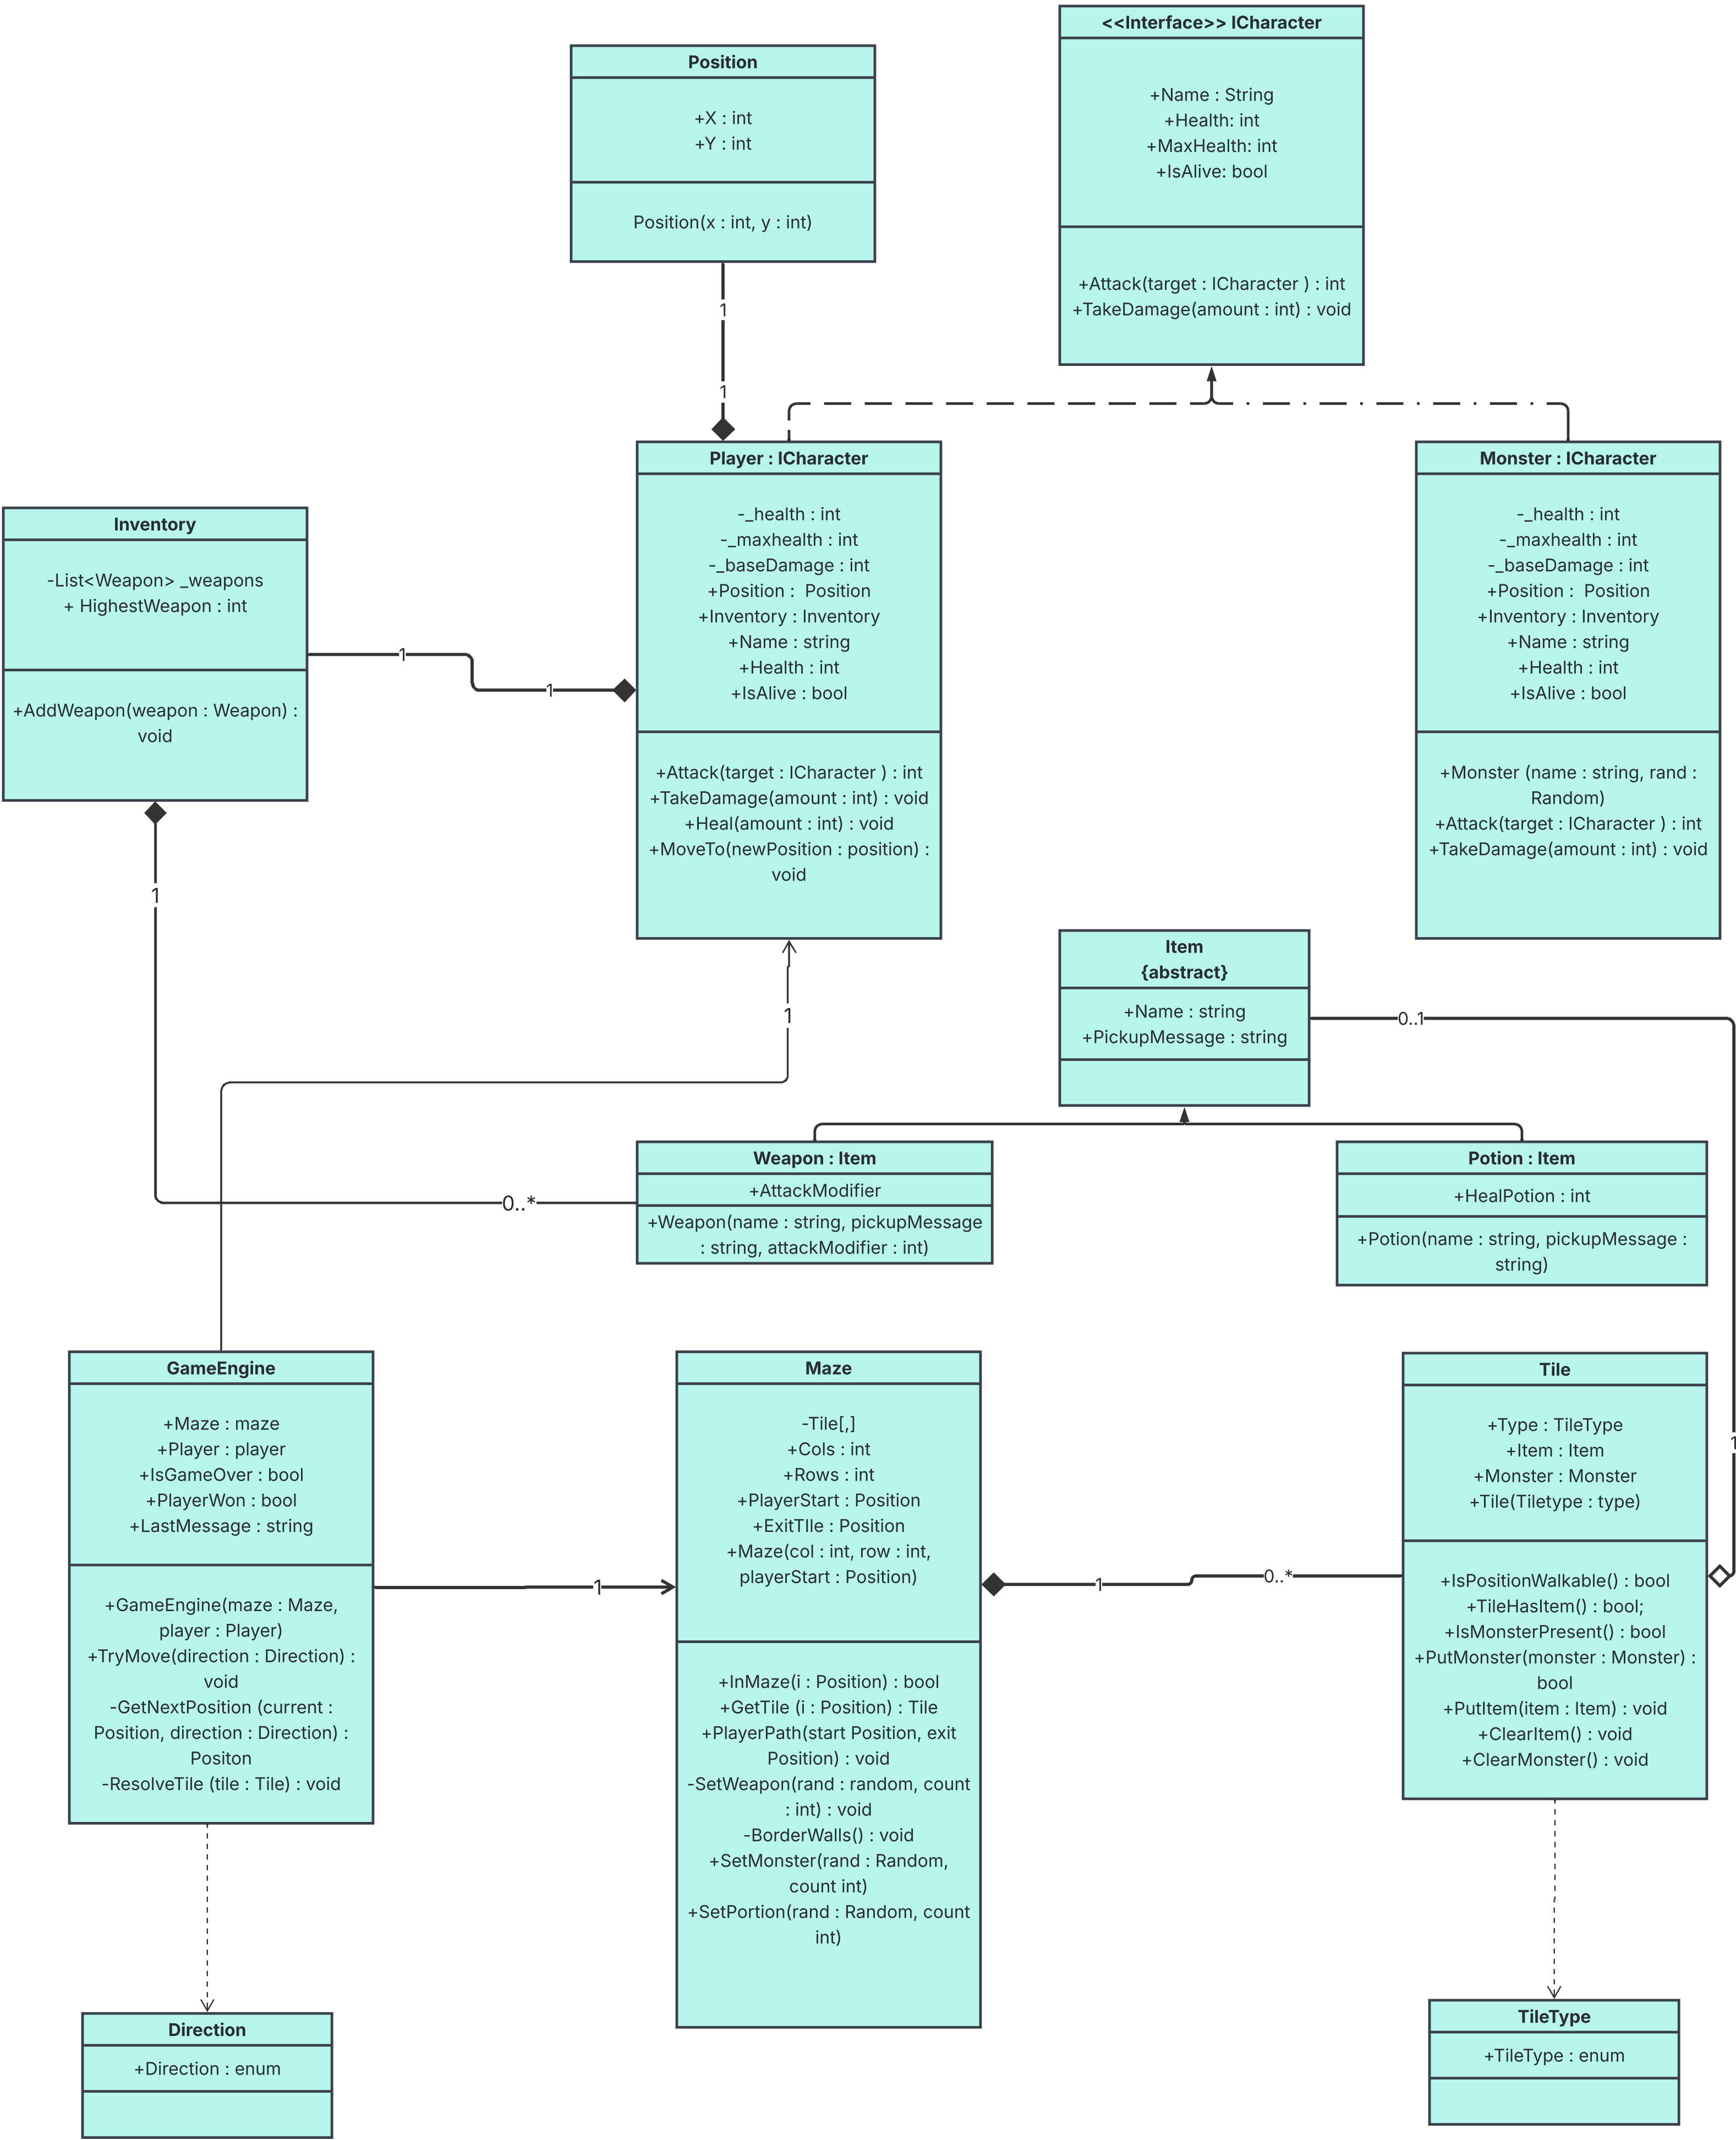 <<Interface>> ICharacter
+Name : String
+Health: int
+MaxHealth: int
+IsAlive: bool
+Attack(target : ICharacter ) : int
+TakeDamage(amount : int) : void
Position
+X : int
+Y : int
Position(x : int, y : int)
1
1
Player : ICharacter
-_health : int
-_maxhealth : int
-_baseDamage : int
+Position :  Position
+Inventory : Inventory
+Name : string
+Health : int
+IsAlive : bool
+Attack(target : ICharacter ) : int
+TakeDamage(amount : int) : void
+Heal(amount : int) : void
+MoveTo(newPosition : position) :
void
Monster : ICharacter
-_health : int
-_maxhealth : int
-_baseDamage : int
+Position :  Position
+Inventory : Inventory
+Name : string
+Health : int
+IsAlive : bool
+Monster (name : string, rand :
Random)
+Attack(target : ICharacter ) : int
+TakeDamage(amount : int) : void
Inventory
-List<Weapon> _weapons
+ HighestWeapon : int
+AddWeapon(weapon : Weapon) :
void
1
1
1
0..*
1
Item
{abstract}
+Name : string
+PickupMessage : string
0..1
1
Weapon : Item
+AttackModifier
+Weapon(name : string, pickupMessage
: string, attackModifier : int)
Potion : Item
+HealPotion : int
+Potion(name : string, pickupMessage :
string)
GameEngine
+Maze : maze
+Player : player
+IsGameOver : bool
+PlayerWon : bool
+LastMessage : string
+GameEngine(maze : Maze,
player : Player)
+TryMove(direction : Direction) :
void
-GetNextPosition (current :
Position, direction : Direction) :
Positon
-ResolveTile (tile : Tile) : void
1
Maze
-Tile[,]
+Cols : int
+Rows : int
+PlayerStart : Position
+ExitTIle : Position
+Maze(col : int, row : int,
playerStart : Position)
+InMaze(i : Position) : bool
+GetTile (i : Position) : Tile
+PlayerPath(start Position, exit
Position) : void
-SetWeapon(rand : random, count
: int) : void
-BorderWalls() : void
+SetMonster(rand : Random,
count int)
+SetPortion(rand : Random, count
int)
1
0..*
Tile
+Type : TileType
+Item : Item
+Monster : Monster
+Tile(Tiletype : type)
+IsPositionWalkable() : bool
+TileHasItem() : bool;
+IsMonsterPresent() : bool
+PutMonster(monster : Monster) :
bool
+PutItem(item : Item) : void
+ClearItem() : void
+ClearMonster() : void
Direction
+Direction : enum
TileType
+TileType : enum